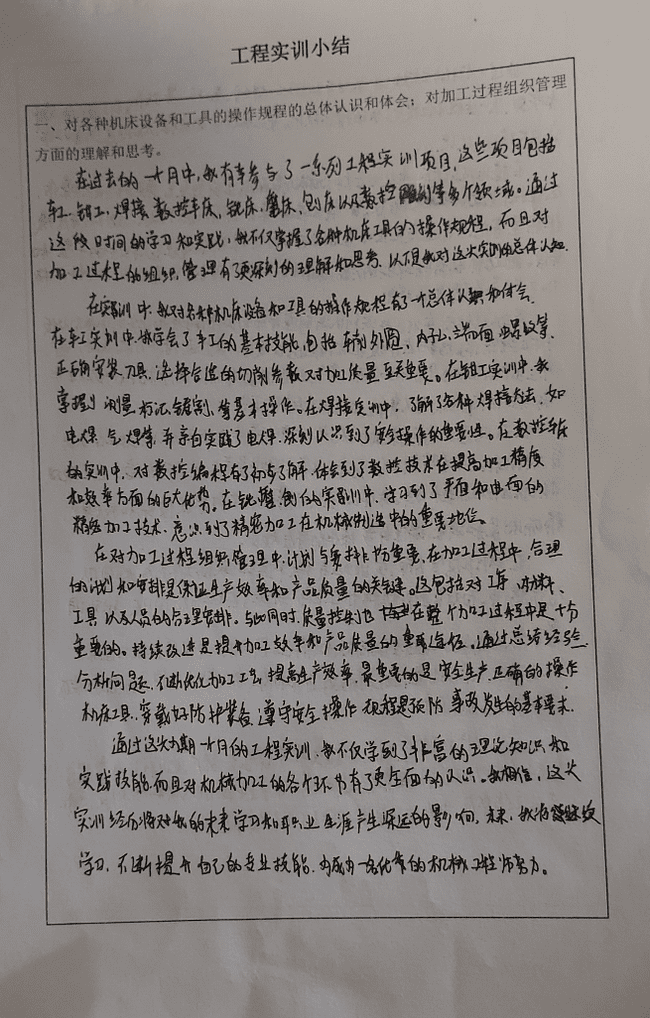 工程实训小结
一、对各种机床设备和工具的操作规程的总体认识和体会；对加工过程组织管理
方面的理解和思考。
在过去的一个月中，我有幸参与了一系列工程实训项目，这些项目包括
车工、钳工、焊接、数控车床、铣床、磨床、刨床以及数控等多个领域。通过
这段日时间的学习和实践，我不仅掌握了各种机床工具的操作规程，而且对
加工过程的组织、管理有了更深刻的理解和思考，以下是我对这次实训的总体认知。
在实训中，我对各种机床设备和工具的操作规程有了一个总体认识和体会。
在车工实训中，我学会了车工的基本技能，包括车削外圆、内孔、端面、螺纹等，
正确安装刀具、选择合适的切削参数对加工质量至关重要。在钳工实训中，我
掌握了测量、标记、锯割、等基本操作。在焊接实训中，了解了各种焊接方法，如
电焊、气焊等，并亲自实践了电焊，深刻认识到了安全操作的重要性。在数控车床
的实训中，对数控编程有了初步了解，体会到了数控技术在提高加工精度
和效率方面的巨大优势。在铣、磨、刨的实训中，学习到了平面和曲面的
精密加工技术，意识到了精密加工在机械制造中的重要地位。
在对加工过程组织管理中，计划与安排十分重要，在加工过程中，合理
的计划和安排是保证生产效率和产品质量的关键。这包括对工序、材料、
工具以及人员的合理安排。与此同时，质量控制也在整个加工过程中是十分
重要的。持续改进是提升加工效率和产品质量的重要途径。通过总结经验，
分析问题，不断优化加工工艺，提高生产效率，最重要的是安全生产，正确的操作
机床工具，穿戴好防护装备，遵守安全操作规程是预防事故发生的基本要求。
通过这次为期一个月的工程实训，我不仅学到了丰富的理论知识和
实践技能，而且对机械加工的各个环节有了更全面的认识。我相信，这次
实训经历将对我的未来学习和职业生涯产生深远的影响，未来，我将继续
学习，不断提升自己的专业技能，为成为一名优秀的机械工程师努力。